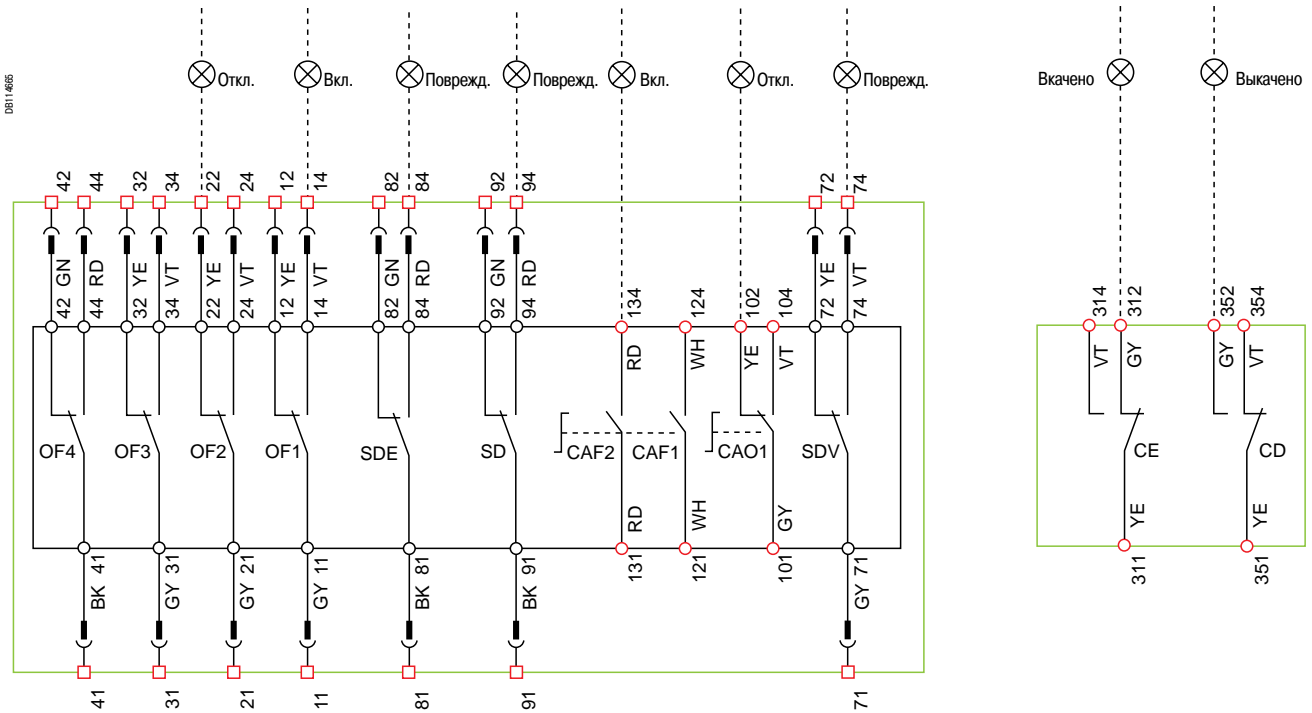 DB114665
Откл.
Вкл.
Поврежд.
Поврежд.
Вкл.
Откл.
Поврежд.
Вкачено
Выкачено
42 44 32 34 22 24 12 14 82 84 92 94 72 74
GN RD YE VT YE VT YE VT GN RD GN RD YE VT
42 44 32 34 22 24 12 14 82 84 92 94 134 124 102 104 72 74
314 312 352 354
RD WH YE VT
VT GY GY VT
OF4 OF3 OF2 OF1 SDE SD CAF2 CAF1 CAO1 SDV
CE CD
RD WH GY
YE YE
41 31 21 11 81 91 131 121 101 71
311 351
BK GY GY GY BK BK GY
41 31 21 11 81 91 71